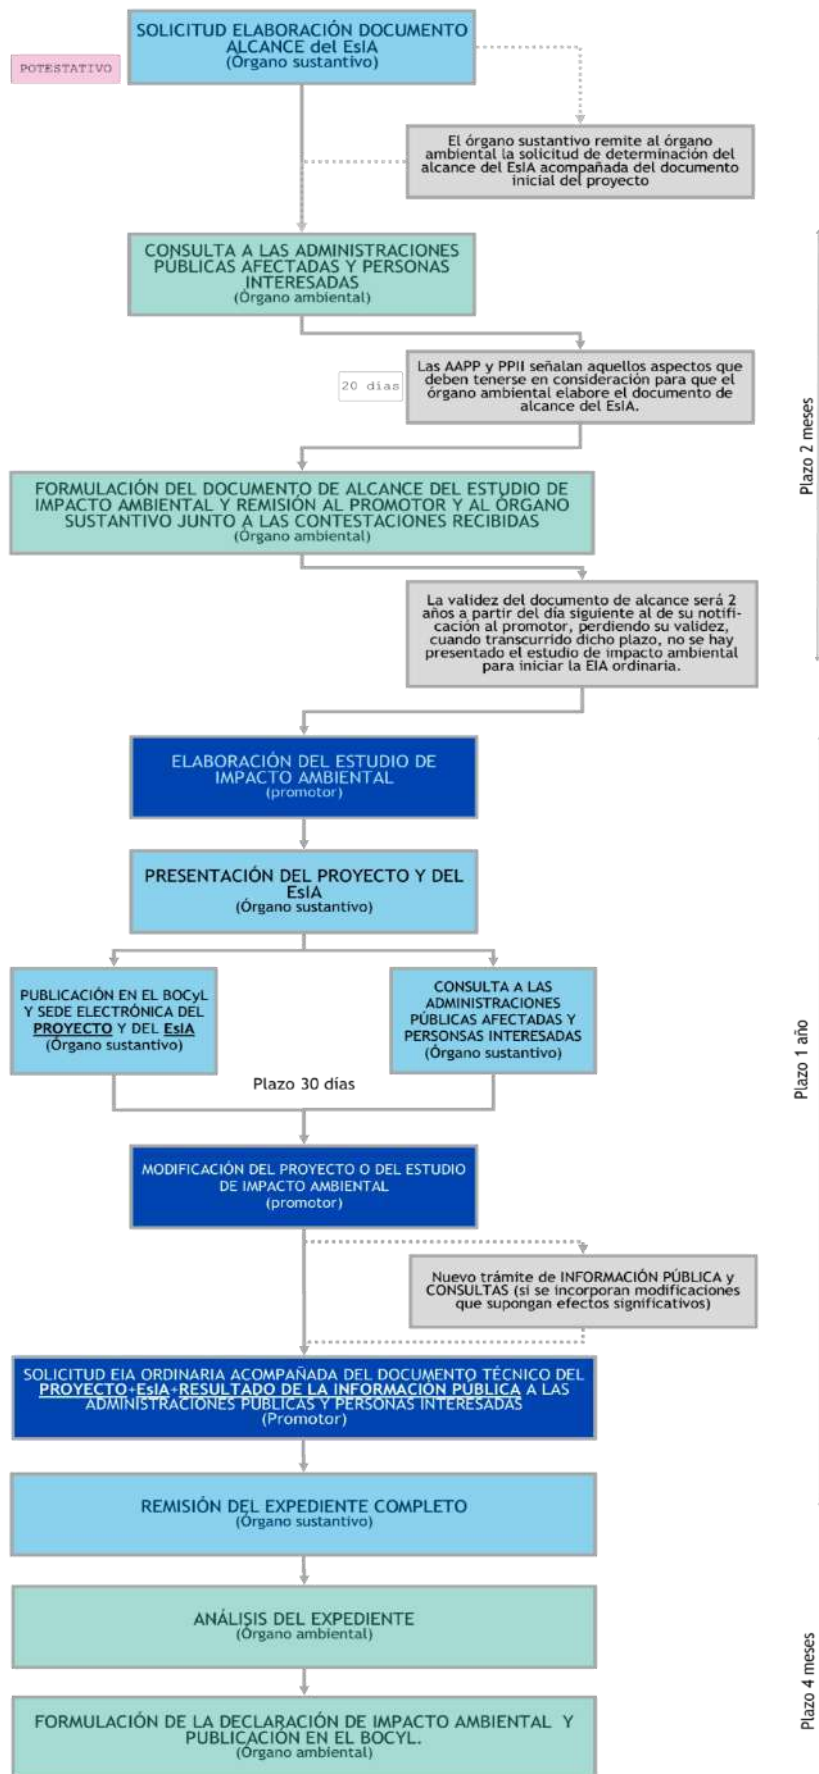 SOLICITUD ELABORACIÓN DOCUMENTO
ALCANCE del EsIA
(Órgano sustantivo)
POTESTATIVO
El órgano sustantivo remite al órgano
ambiental la solicitud de determinación del
alcance del EsIA acompañada del documento
inicial del proyecto
CONSULTA A LAS ADMINISTRACIONES
PÚBLICAS AFECTADAS Y PERSONAS
INTERESADAS
(Órgano ambiental)
20 dias
Las AAPP y PPII señalan aquellos aspectos que
deben tenerse en consideración para que el
órgano ambiental elabore el documento de
alcance del EsIA.
Plazo 2 meses
FORMULACIÓN DEL DOCUMENTO DE ALCANCE DEL ESTUDIO DE
IMPACTO AMBIENTAL Y REMISIÓN AL PROMOTOR Y AL ÓRGANO
SUSTANTIVO JUNTO A LAS CONTESTACIONES RECIBIDAS
(Órgano ambiental)
La validez del documento de alcance será 2
años a partir del día siguiente al de su notifi-
cación al promotor, perdiendo su validez,
cuando transcurrido dicho plazo, no se hay
presentado el estudio de impacto ambiental
para iniciar la EIA ordinaria.
ELABORACIÓN DEL ESTUDIO DE
IMPACTO AMBIENTAL
(promotor)
PRESENTACIÓN DEL PROYECTO Y DEL
EsIA
(Órgano sustantivo)
PUBLICACIÓN EN EL BOCyL
Y SEDE ELECTRÓNICA DEL
PROYECTO Y DEL EsIA
(Órgano sustantivo)
CONSULTA A LAS
ADMINISTRACIONES
PÚBLICAS AFECTADAS Y
PERSONSAS INTERESADAS
(Órgano sustantivo)
Plazo 30 días
Plazo 1 año
MODIFICACIÓN DEL PROYECTO O DEL ESTUDIO
DE IMPACTO AMBIENTAL
(promotor)
Nuevo trámite de INFORMACIÓN PÚBLICA y
CONSULTAS (si se incorporan modificaciones
que supongan efectos significativos)
SOLICITUD EIA ORDINARIA ACOMPAÑADA DEL DOCUMENTO TÉCNICO DEL
PROYECTO+EsIA+RESULTADO DE LA INFORMACIÓN PÚBLICA A LAS
ADMINISTRACIONES PÚBLICAS Y PERSONAS INTERESADAS
(Promotor)
REMISIÓN DEL EXPEDIENTE COMPLETO
(Órgano sustantivo)
ANÁLISIS DEL EXPEDIENTE
(Órgano ambiental)
Plazo 4 meses
FORMULACIÓN DE LA DECLARACIÓN DE IMPACTO AMBIENTAL Y
PUBLICACIÓN EN EL BOCYL.
(Órgano ambiental)